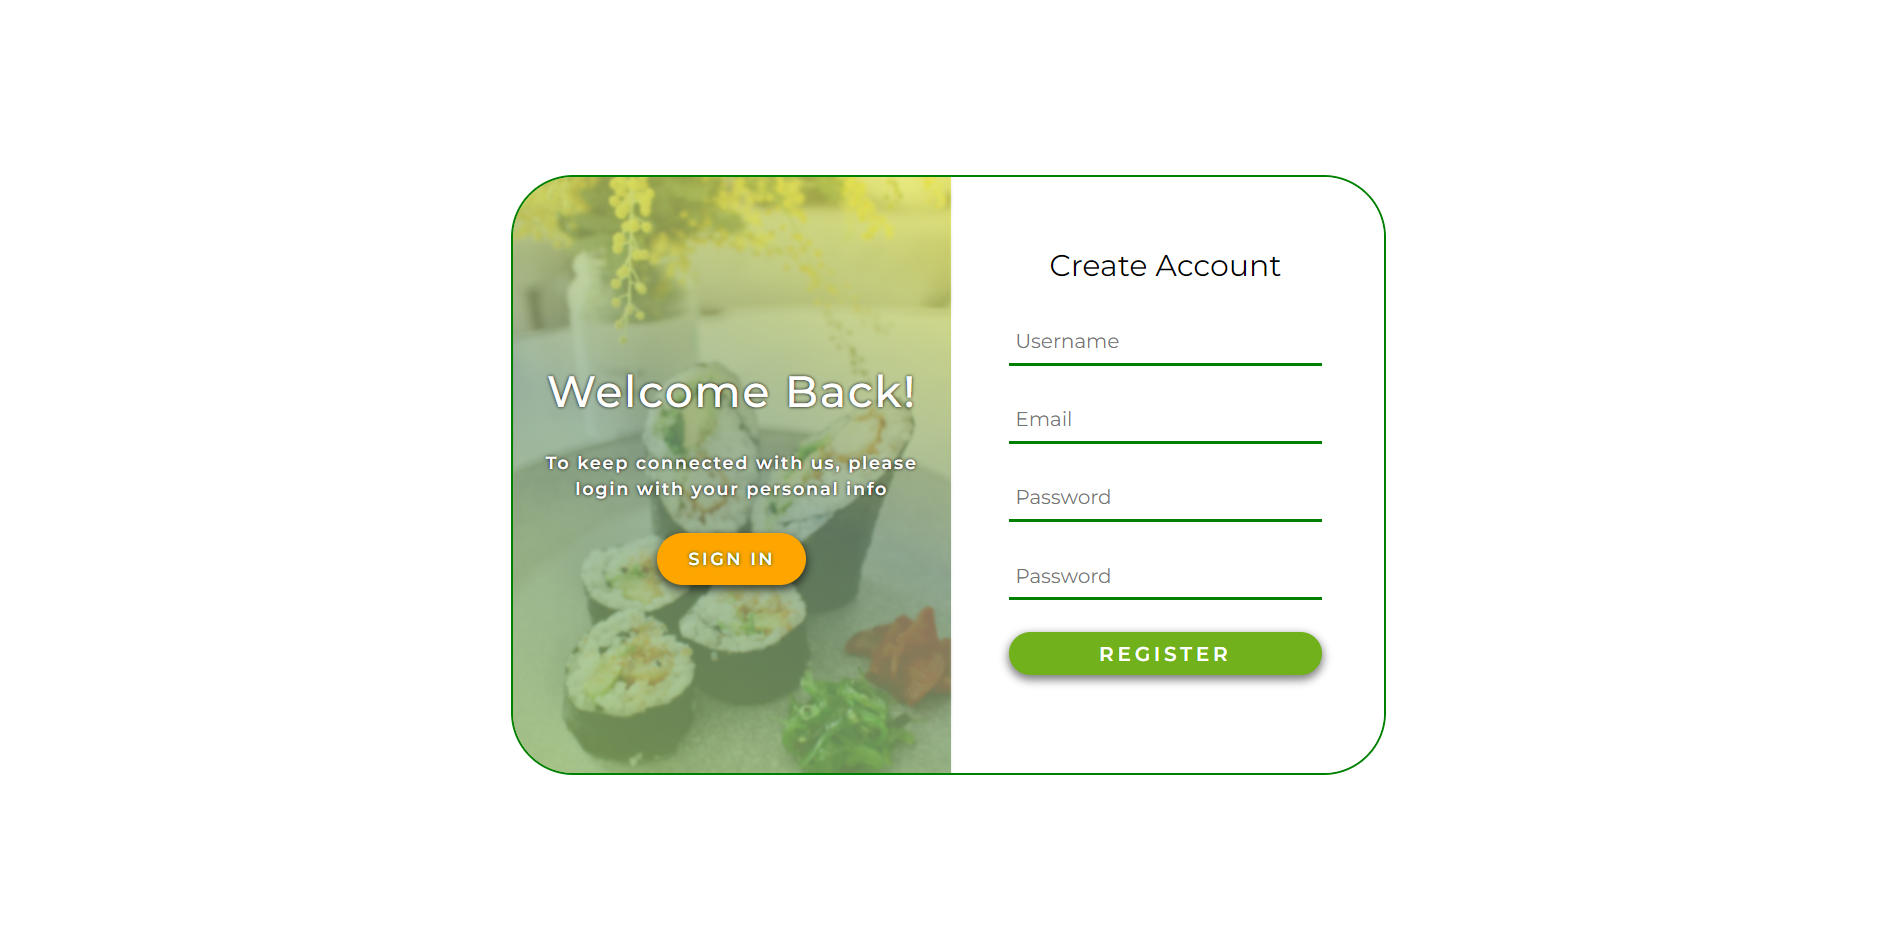 Welcome Back!
To keep connected with us, please
login with your personal info
SIGN IN
Create Account
Username
Email
Password
Password
REGISTER